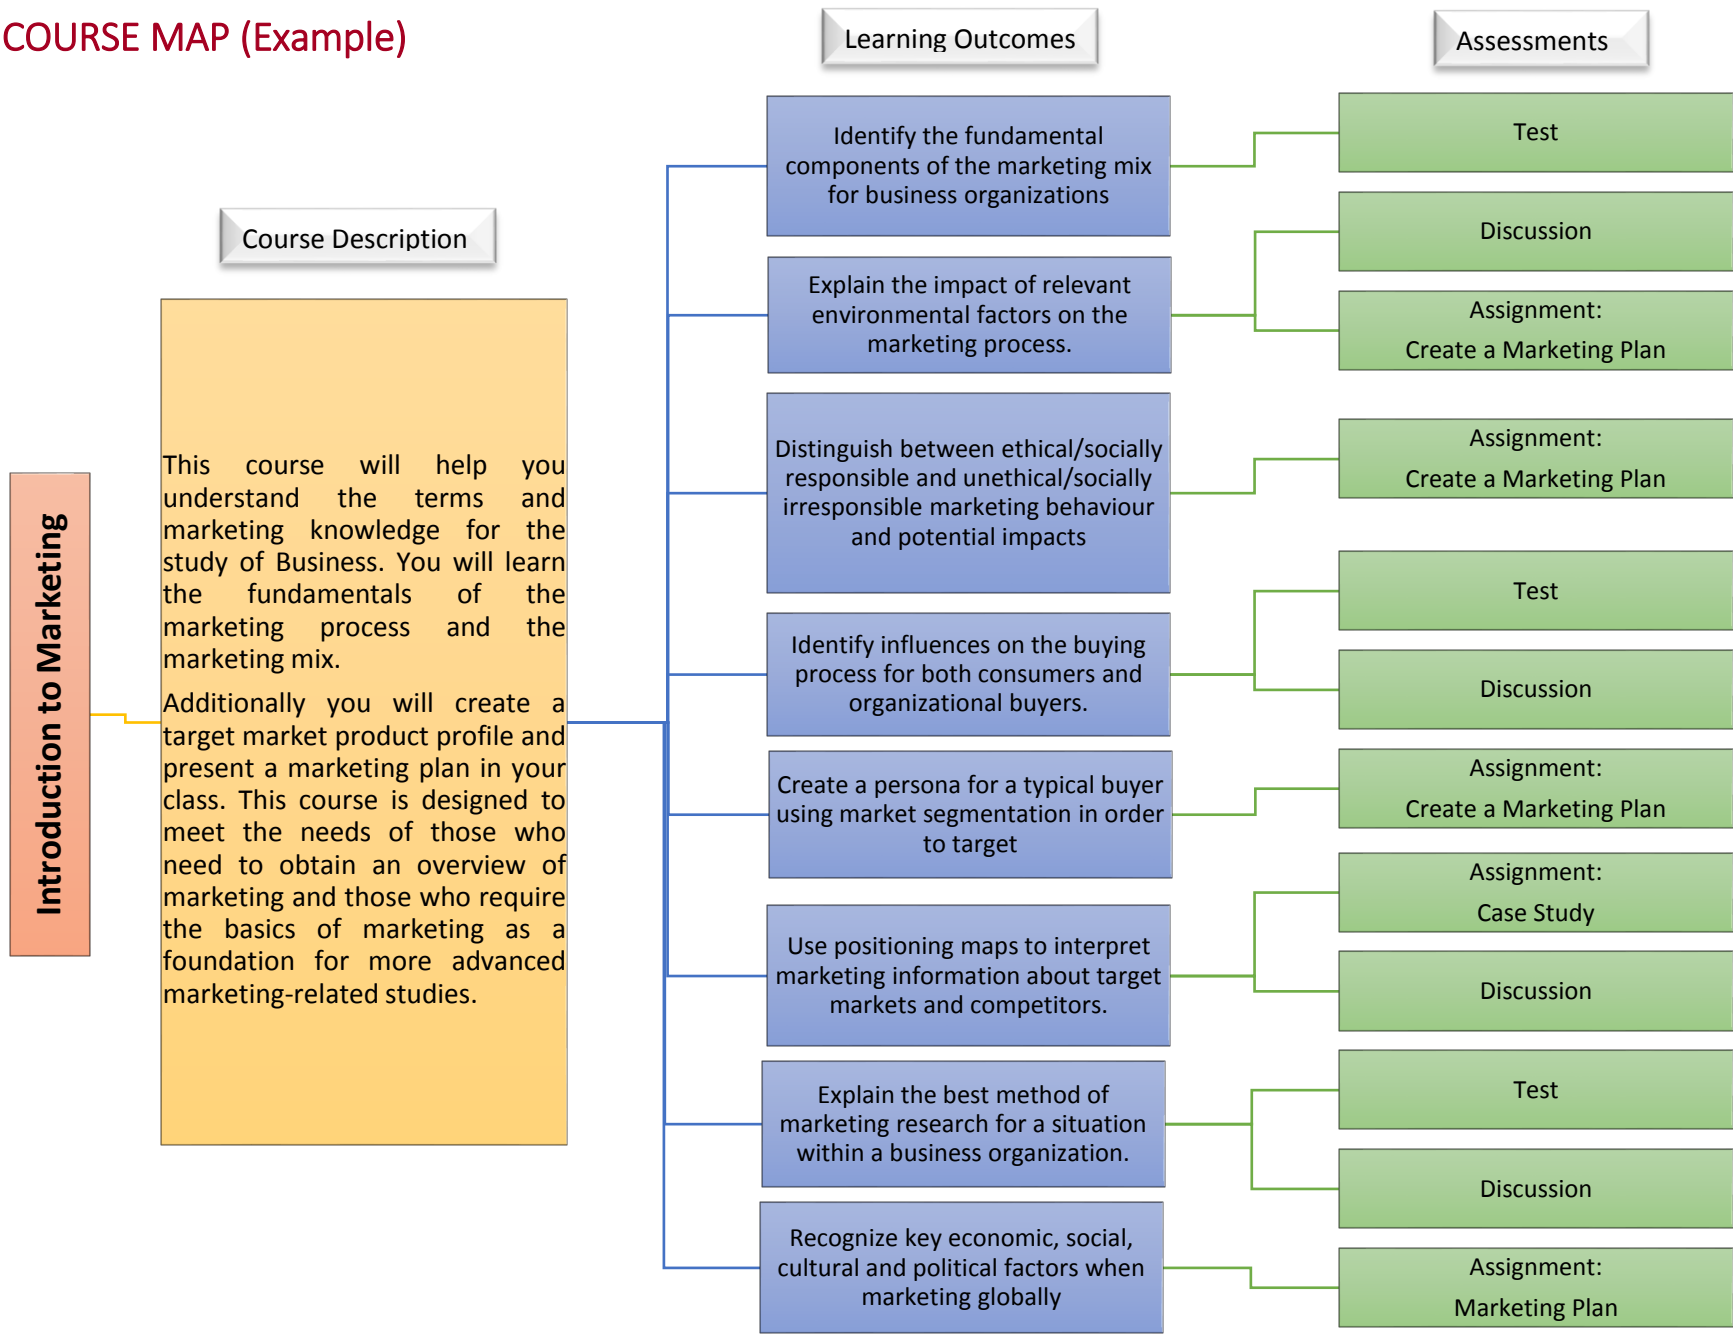 COURSE MAP (Example)
Learning Outcomes
Assessments
Course Description
Introduction to Marketing
This course will help you
understand the terms and
marketing knowledge for the
study of Business. You will learn
the fundamentals of the
marketing process and the
marketing mix.
Additionally you will create a
target market product profile and
present a marketing plan in your
class. This course is designed to
meet the needs of those who
need to obtain an overview of
marketing and those who require
the basics of marketing as a
foundation for more advanced
marketing-related studies.
Identify the fundamental
components of the marketing mix
for business organizations
Test
Explain the impact of relevant
environmental factors on the
marketing process.
Discussion
Assignment:
Create a Marketing Plan
Distinguish between ethical/socially
responsible and unethical/socially
irresponsible marketing behaviour
and potential impacts
Assignment:
Create a Marketing Plan
Identify influences on the buying
process for both consumers and
organizational buyers.
Test
Discussion
Create a persona for a typical buyer
using market segmentation in order
to target
Assignment:
Create a Marketing Plan
Use positioning maps to interpret
marketing information about target
markets and competitors.
Assignment:
Case Study
Discussion
Explain the best method of
marketing research for a situation
within a business organization.
Test
Discussion
Recognize key economic, social,
cultural and political factors when
marketing globally
Assignment:
Marketing Plan